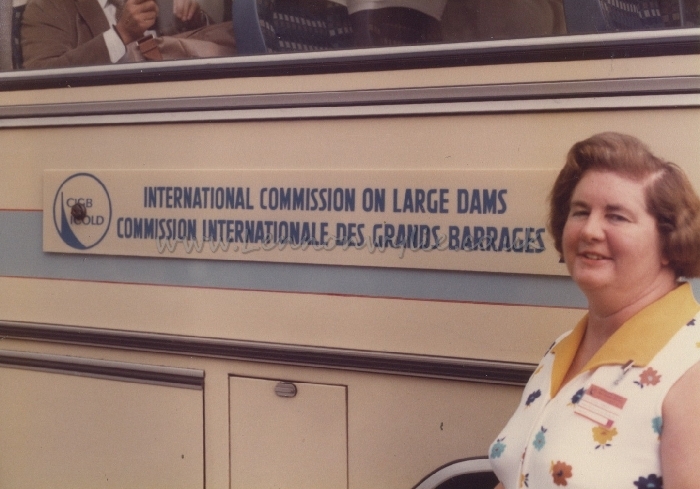 CIGB
ICOLD
INTERNATIONAL COMMISSION ON LARGE DAMS
COMMISSION INTERNATIONALE DES GRANDS BARRAGES